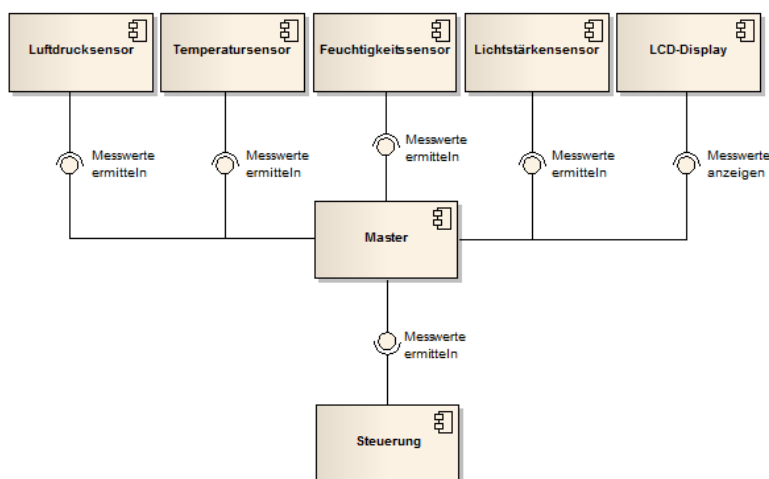 Luftdrucksensor
Temperatursensor
Feuchtigkeitssensor
Lichtstärkensensor
LCD-Display
Messwerte
ermitteln
Messwerte
ermitteln
Messwerte
ermitteln
Messwerte
ermitteln
Messwerte
anzeigen
Master
Messwerte
ermitteln
Steuerung